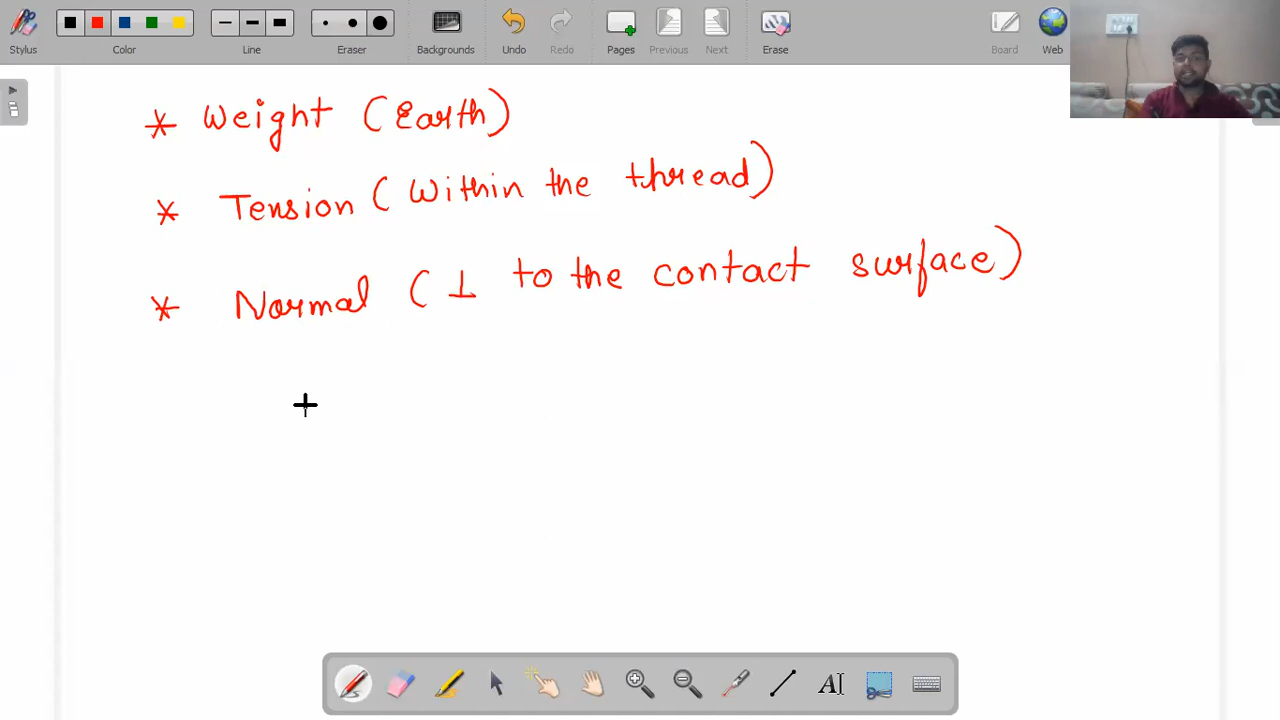 Stylus
Color
Line
Eraser
Backgrounds
Undo
Redo
Pages
Previous
Next
Erase
Board
Web
* Weight (Earth)
* Tension (Within the thread)
* Normal (⊥ to the contact surface)
AI